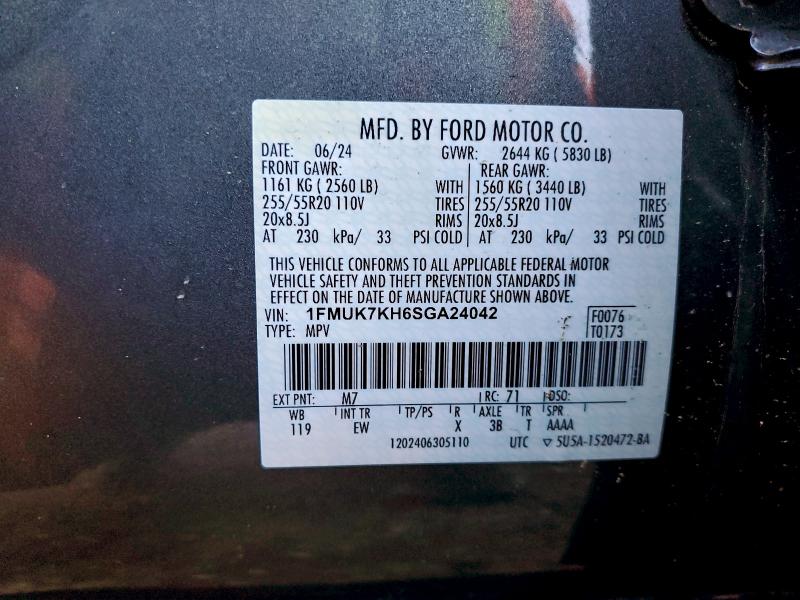 MFD. BY FORD MOTOR CO.
DATE: 06/24 GVWR: 2644 KG ( 5830 LB)
FRONT GAWR: REAR GAWR:
1161 KG ( 2560 LB) WITH 1560 KG ( 3440 LB) WITH
255/55R20 110V TIRES 255/55R20 110V TIRES
20x8.5J RIMS 20x8.5J RIMS
AT 230 kPa/ 33 PSI COLD AT 230 kPa/ 33 PSI COLD
THIS VEHICLE CONFORMS TO ALL APPLICABLE FEDERAL MOTOR
VEHICLE SAFETY AND THEFT PREVENTION STANDARDS IN
EFFECT ON THE DATE OF MANUFACTURE SHOWN ABOVE.
VIN: 1FMUK7KH6SGA24042 F0076
TYPE: MPV T0173
EXT PNT: M7 RC: 71 DSO:
WB INT TR TP/PS R AXLE TR SPR
119 EW X 3B T AAAA
1202406305110 UTC ▽ 5U5A-1520472-BA